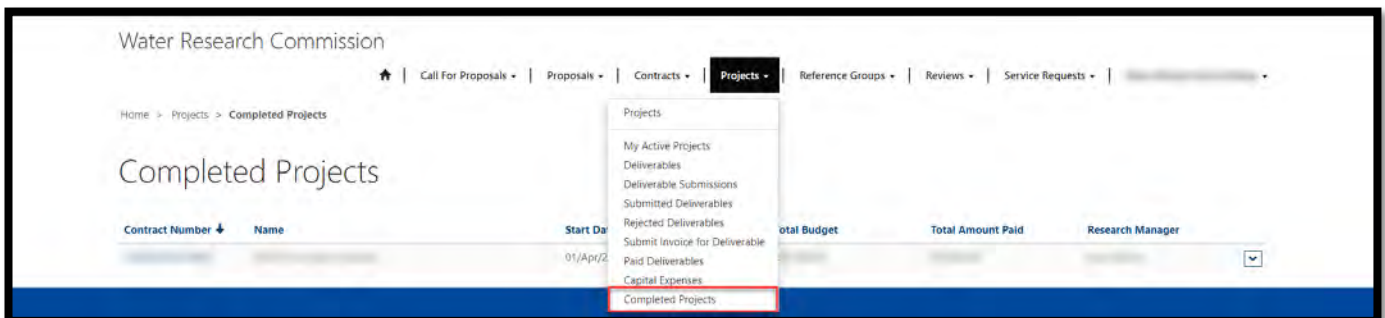 Water Research Commission
Call For Proposals | Proposals | Contracts | Projects | Reference Groups | Reviews | Service Requests |
Home > Projects > Completed Projects
Completed Projects
Projects
My Active Projects
Deliverables
Deliverable Submissions
Submitted Deliverables
Rejected Deliverables
Submit Invoice for Deliverable
Paid Deliverables
Capital Expenses
Completed Projects
Contract Number Name Start Da otal Budget Total Amount Paid Research Manager
01/Apr/2